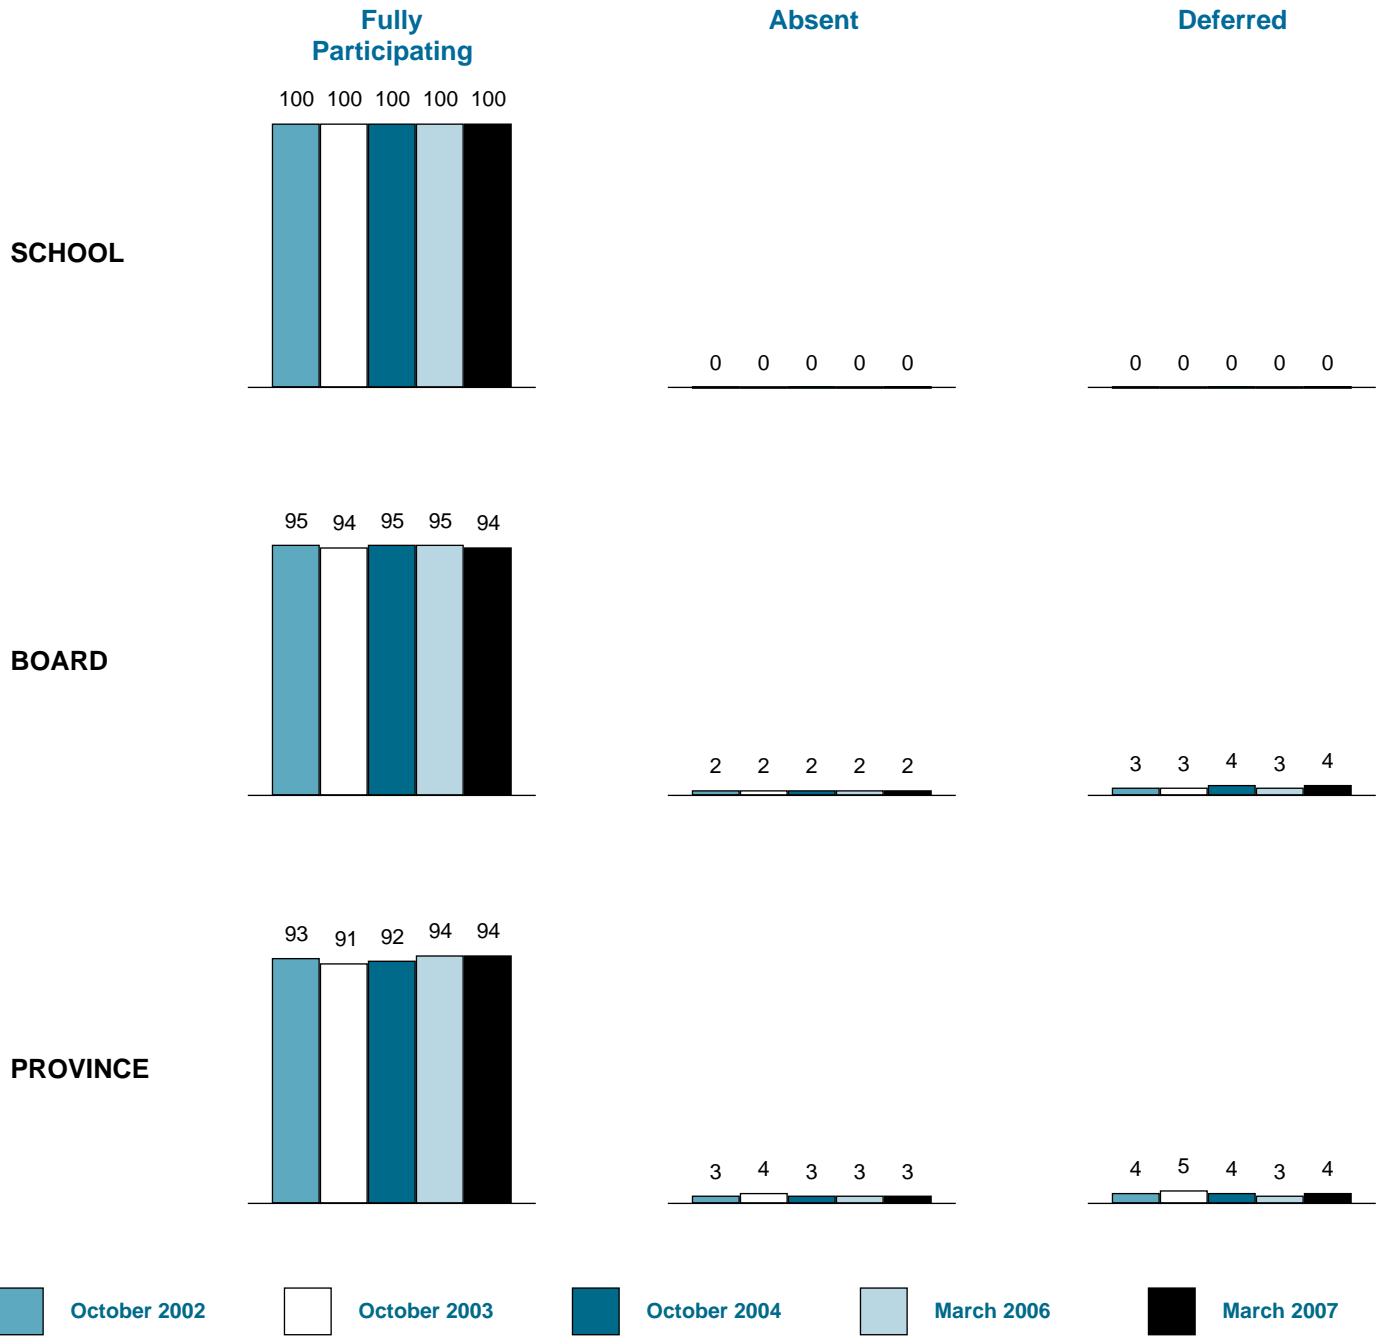 Fully
Participating
Absent
Deferred
100 100 100 100 100
SCHOOL
0 0 0 0 0
0 0 0 0 0
95 94 95 95 94
BOARD
2 2 2 2 2
3 3 4 3 4
93 91 92 94 94
PROVINCE
3 4 3 3 3
4 5 4 3 4
October 2002
October 2003
October 2004
March 2006
March 2007